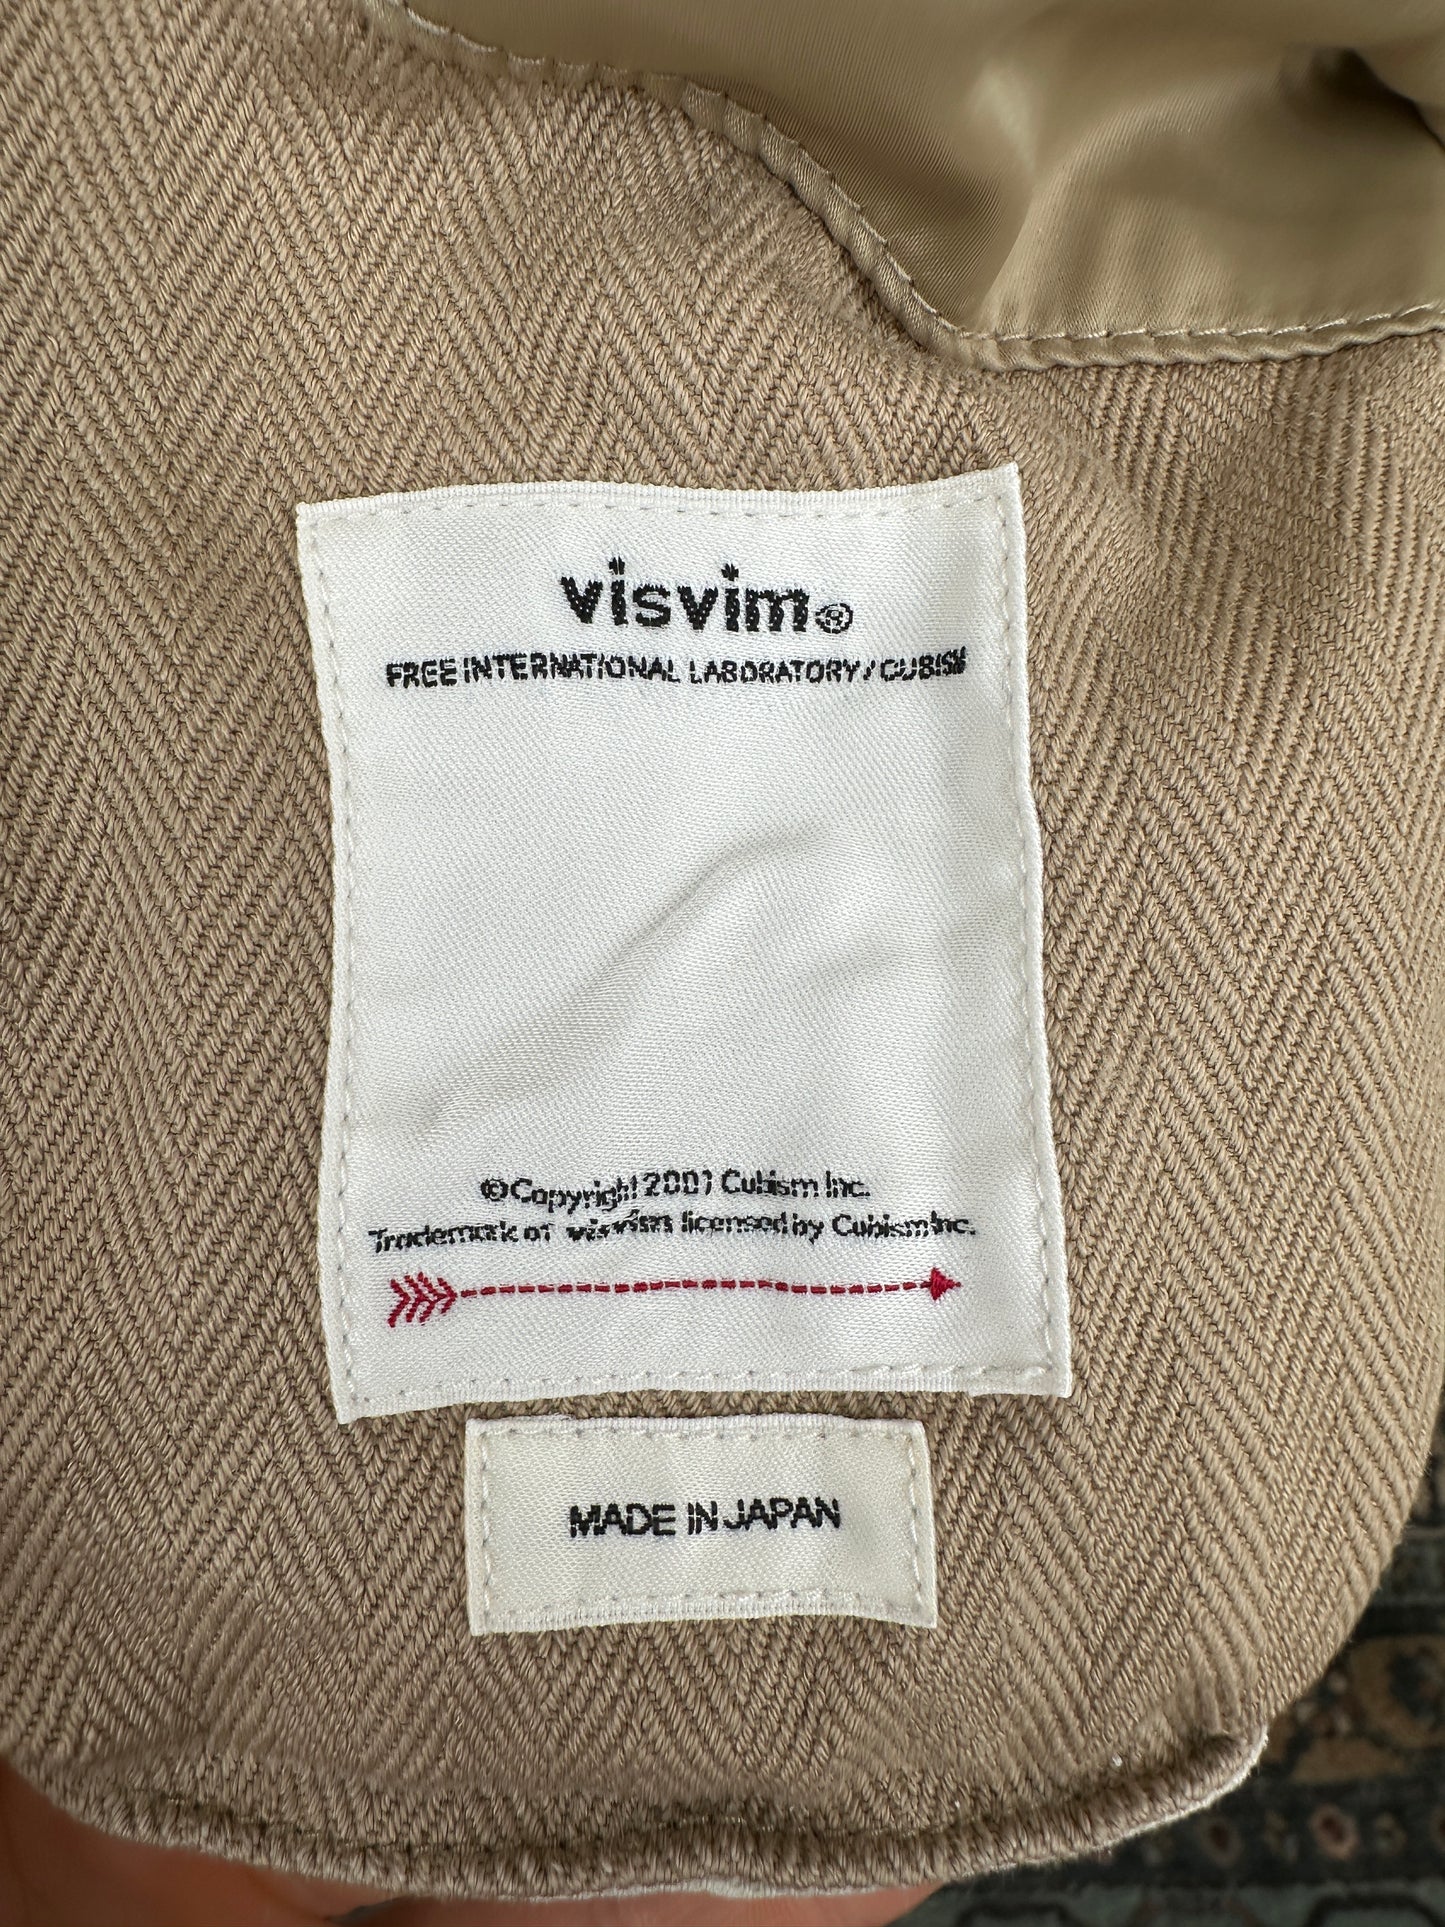 visvim®
FREE INTERNATIONAL LABORATORY / CUBISM
© Copyright 2001 Cubism Inc.
Trademark of visvim licensed by Cubism Inc.
MADE IN JAPAN